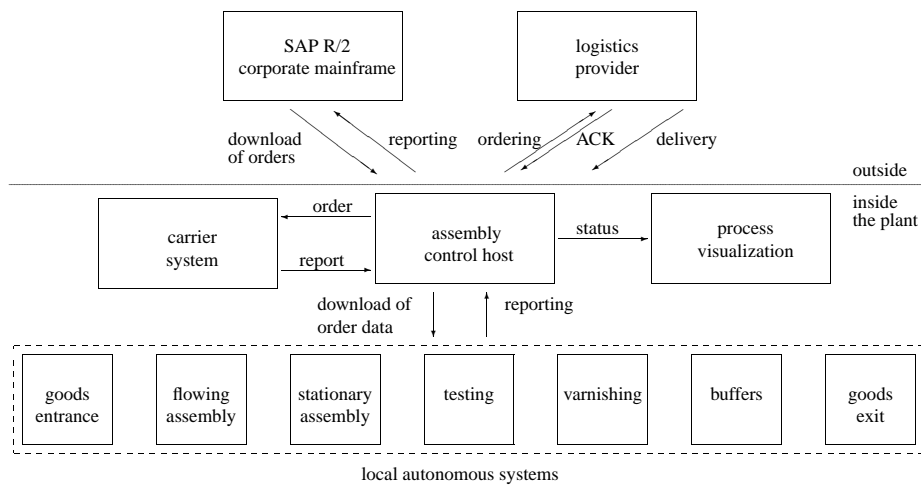 SAP R/2
corporate mainframe
logistics
provider
download
of orders
reporting
ordering
ACK
delivery
outside
inside
the plant
carrier
system
order
report
assembly
control host
status
process
visualization
download of
order data
reporting
goods
entrance
flowing
assembly
stationary
assembly
testing
varnishing
buffers
goods
exit
local autonomous systems